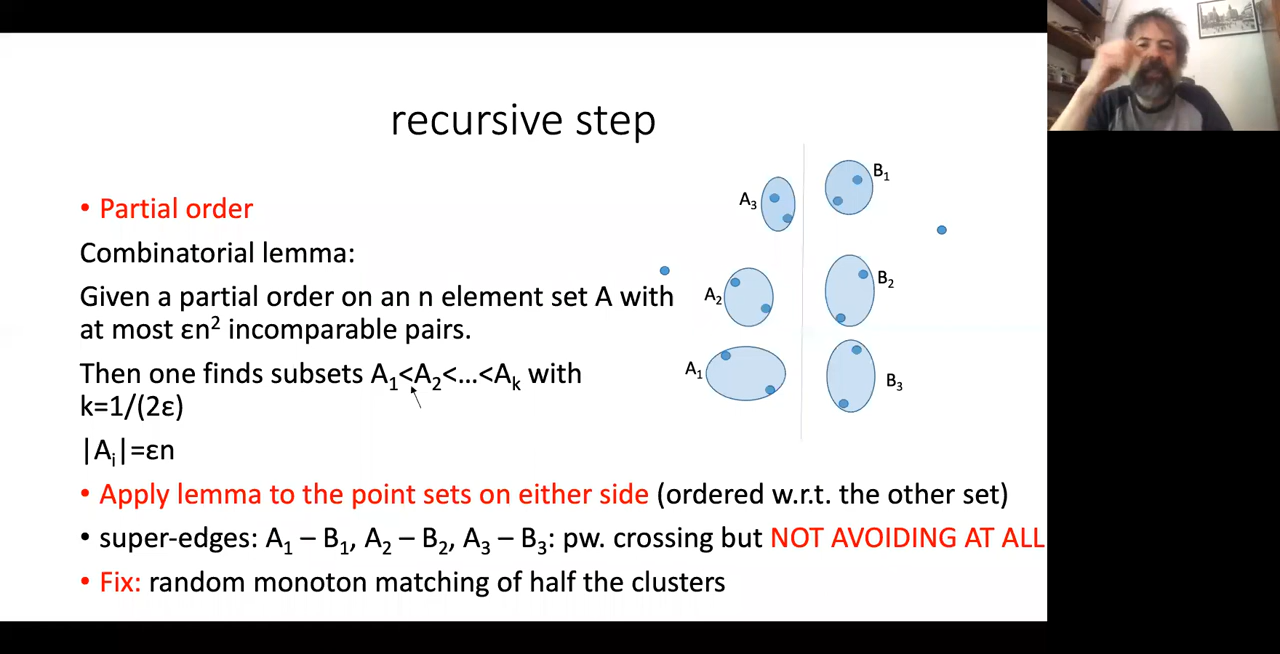 recursive step
• Partial order
Combinatorial lemma:
Given a partial order on an n element set A with
at most εn² incomparable pairs.
Then one finds subsets A₁<A₂<...<Aₖ with
k=1/(2ε)
|Aᵢ|=εn
• Apply lemma to the point sets on either side (ordered w.r.t. the other set)
• super-edges: A₁ – B₁, A₂ – B₂, A₃ – B₃: pw. crossing but NOT AVOIDING AT ALL
• Fix: random monoton matching of half the clusters
A₃
B₁
A₂
B₂
A₁
B₃